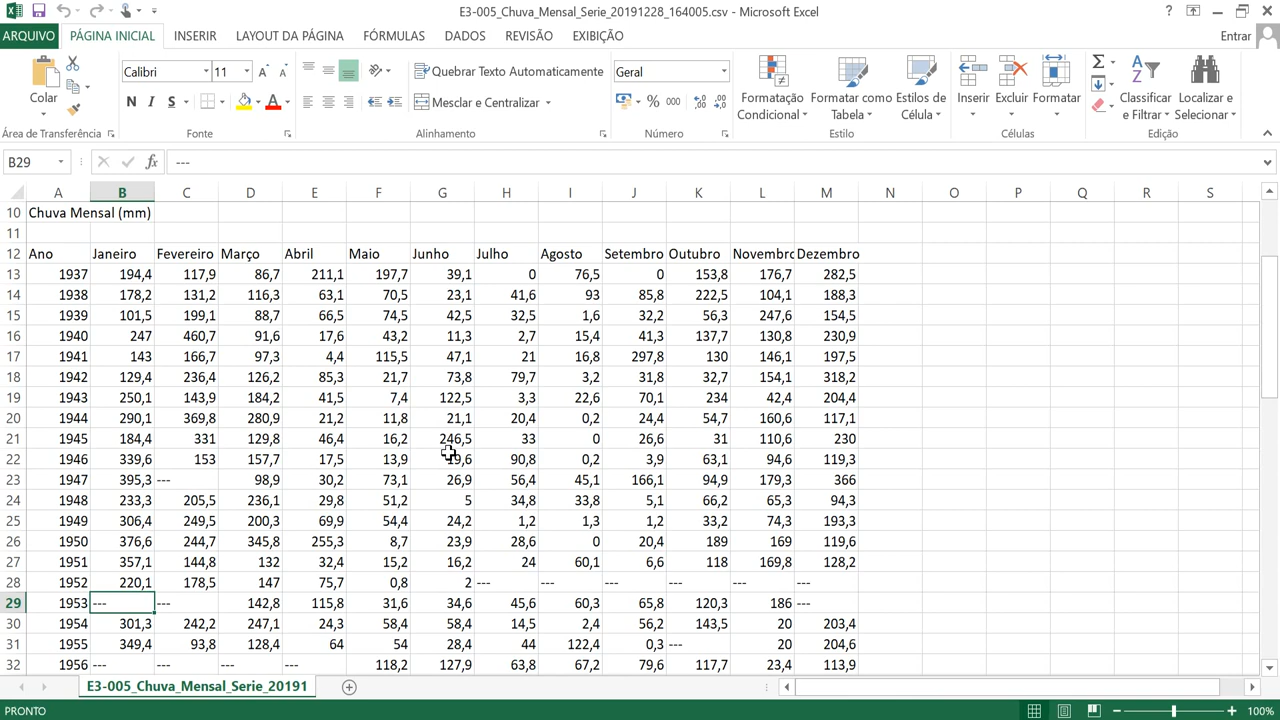 E3-005_Chuva_Mensal_Serie_20191228_164005.csv - Microsoft Excel
ARQUIVO PÁGINA INICIAL INSERIR LAYOUT DA PÁGINA FÓRMULAS DADOS REVISÃO EXIBIÇÃO Entrar
Calibri 11 Quebrar Texto Automaticamente Geral
Colar N I S A Mesclar e Centralizar % 000 Formatação Condicional Formatar como Tabela Estilos de Célula Inserir Excluir Formatar Classificar e Filtrar Localizar e Selecionar
Área de Transferência Fonte Alinhamento Número Estilo Células Edição
B29 fx ---
A B C D E F G H I J K L M N O P Q R S
10 Chuva Mensal (mm)
11
12 Ano Janeiro Fevereiro Março Abril Maio Junho Julho Agosto Setembro Outubro Novembro Dezembro
13 1937 194,4 117,9 86,7 211,1 197,7 39,1 0 76,5 0 153,8 176,7 282,5
14 1938 178,2 131,2 116,3 63,1 70,5 23,1 41,6 93 85,8 222,5 104,1 188,3
15 1939 101,5 199,1 88,7 66,5 74,5 42,5 32,5 1,6 32,2 56,3 247,6 154,5
16 1940 247 460,7 91,6 17,6 43,2 11,3 2,7 15,4 41,3 137,7 130,8 230,9
17 1941 143 166,7 97,3 4,4 115,5 47,1 21 16,8 297,8 130 146,1 197,5
18 1942 129,4 236,4 126,2 85,3 21,7 73,8 79,7 3,2 31,8 32,7 154,1 318,2
19 1943 250,1 143,9 184,2 41,5 7,4 122,5 3,3 22,6 70,1 234 42,4 204,4
20 1944 290,1 369,8 280,9 21,2 11,8 21,1 20,4 0,2 24,4 54,7 160,6 117,1
21 1945 184,4 331 129,8 46,4 16,2 246,5 33 0 26,6 31 110,6 230
22 1946 339,6 153 157,7 17,5 13,9 19,6 90,8 0,2 3,9 63,1 94,6 119,3
23 1947 395,3 --- 98,9 30,2 73,1 26,9 56,4 45,1 166,1 94,9 179,3 366
24 1948 233,3 205,5 236,1 29,8 51,2 5 34,8 33,8 5,1 66,2 65,3 94,3
25 1949 306,4 249,5 200,3 69,9 54,4 24,2 1,2 1,3 1,2 33,2 74,3 193,3
26 1950 376,6 244,7 345,8 255,3 8,7 23,9 28,6 0 20,4 189 169 119,6
27 1951 357,1 144,8 132 32,4 15,2 16,2 24 60,1 6,6 118 169,8 128,2
28 1952 220,1 178,5 147 75,7 0,8 2 --- --- --- --- --- ---
29 1953 --- --- 142,8 115,8 31,6 34,6 45,6 60,3 65,8 120,3 186 ---
30 1954 301,3 242,2 247,1 24,3 58,4 58,4 14,5 2,4 56,2 143,5 20 203,4
31 1955 349,4 93,8 128,4 64 54 28,4 44 122,4 0,3 --- 20 204,6
32 1956 --- --- --- --- 118,2 127,9 63,8 67,2 79,6 117,7 23,4 113,9
E3-005_Chuva_Mensal_Serie_20191
PRONTO 100%